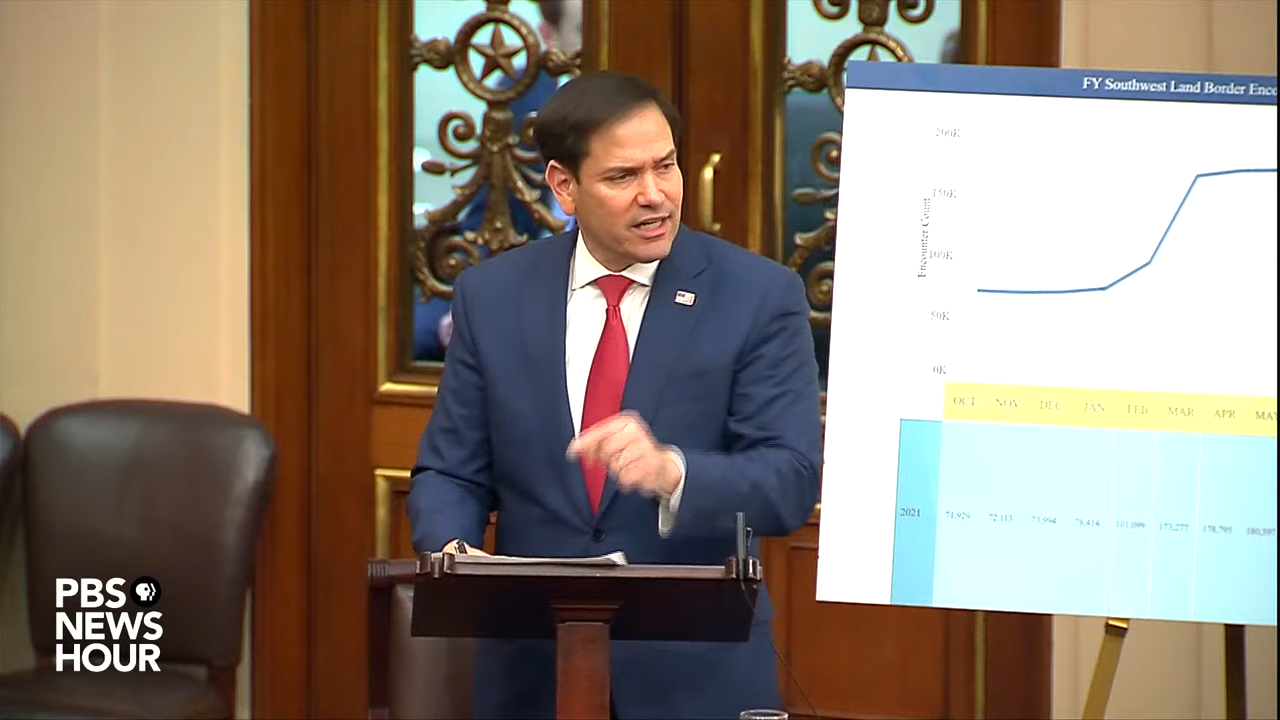 FY Southwest Land Border Enco
200K
150K
100K
50K
0K
Encounter Count
OCT NOV DEC JAN FEB MAR APR MAY
2021 71,929 72,113 73,994 78,414 101,099 173,277 178,795 180,597
PBS
NEWS
HOUR